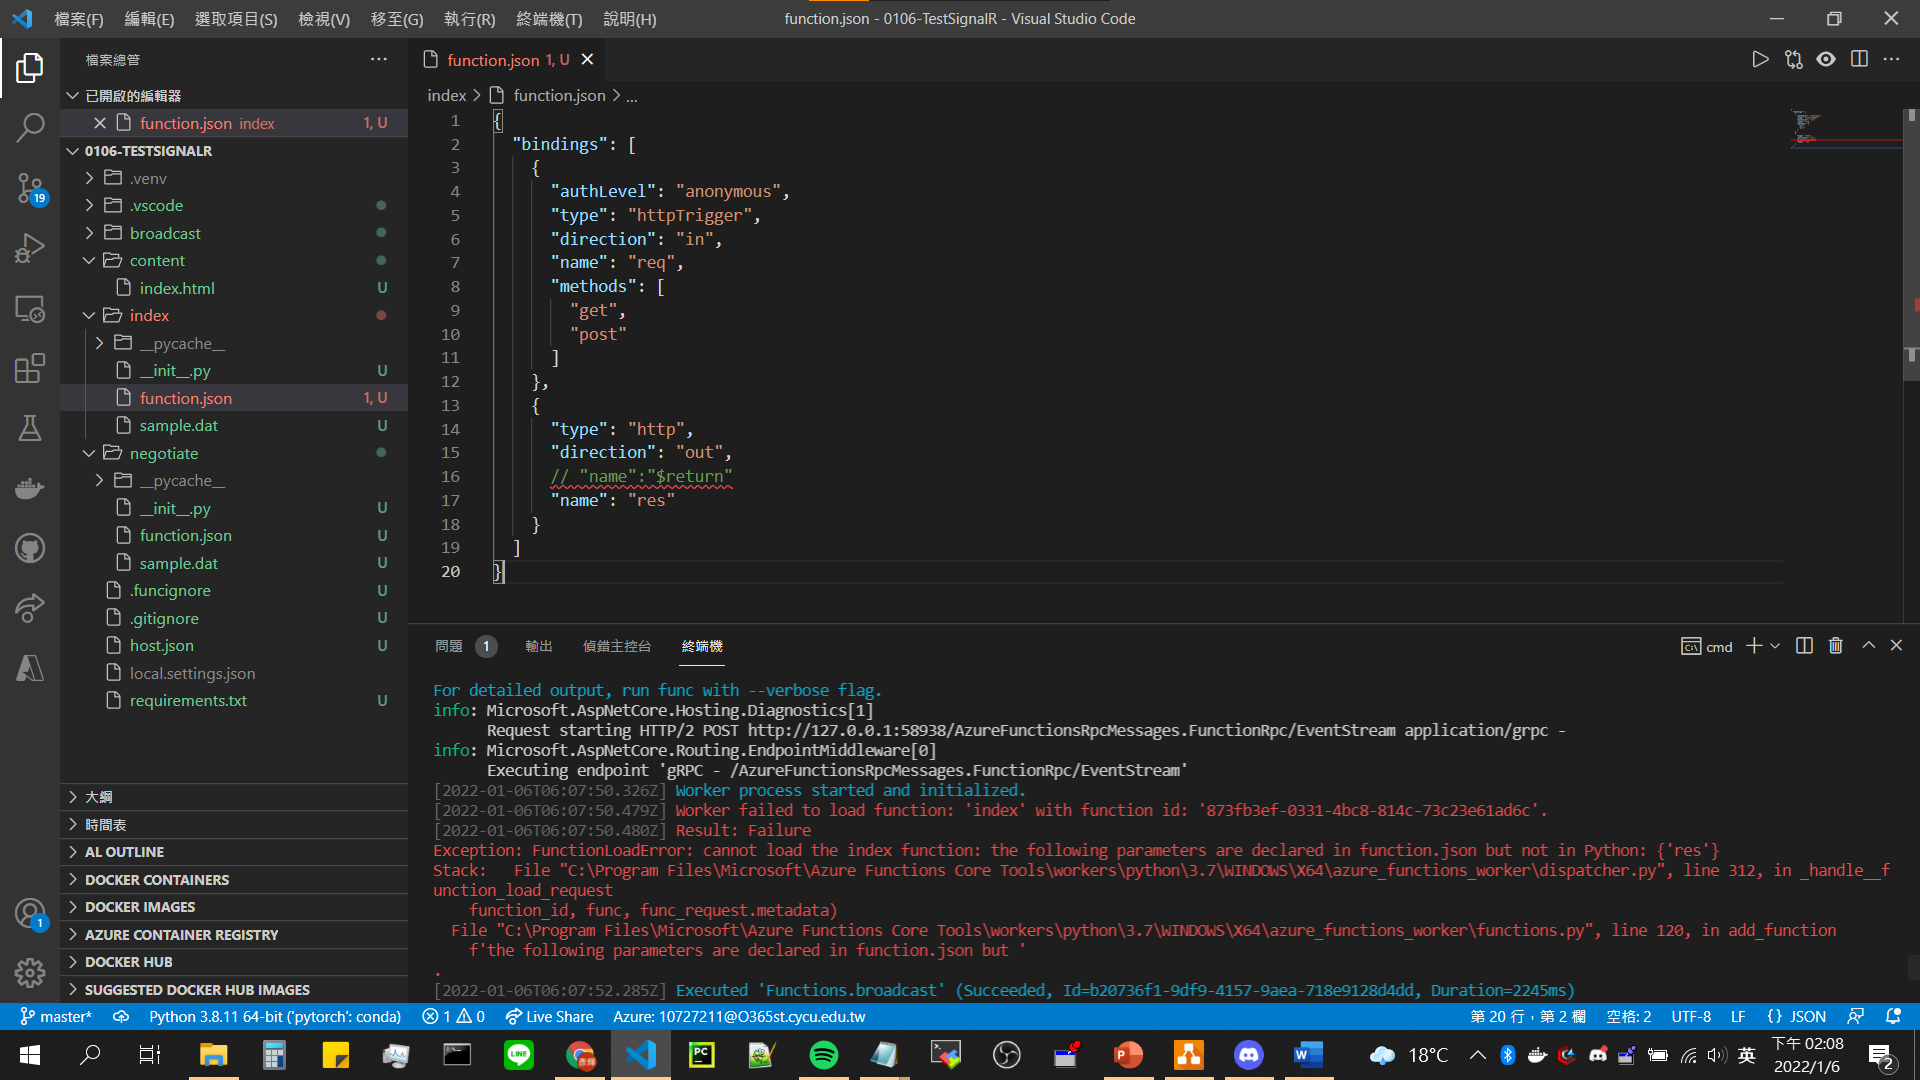 檔案(F) 編輯(E) 選取項目(S) 檢視(V) 移至(G) 執行(R) 終端機(T) 說明(H)
function.json - 0106-TestSignalR - Visual Studio Code
檔案總管
已開啟的編輯器
function.json index 1, U
0106-TESTSIGNALR
.venv
.vscode
broadcast
content
index.html U
index
__pycache__
__init__.py U
function.json 1, U
sample.dat U
negotiate
__pycache__
__init__.py U
function.json U
sample.dat U
.funcignore U
.gitignore U
host.json U
local.settings.json
requirements.txt U
大綱
時間表
AL OUTLINE
DOCKER CONTAINERS
DOCKER IMAGES
AZURE CONTAINER REGISTRY
DOCKER HUB
SUGGESTED DOCKER HUB IMAGES
19
1
function.json 1, U
index > function.json > ...
1 {
2 "bindings": [
3 {
4 "authLevel": "anonymous",
5 "type": "httpTrigger",
6 "direction": "in",
7 "name": "req",
8 "methods": [
9 "get",
10 "post"
11 ]
12 },
13 {
14 "type": "http",
15 "direction": "out",
16 // "name":"$return"
17 "name": "res"
18 }
19 ]
20 }
問題 1 輸出 偵錯主控台 終端機
cmd
For detailed output, run func with --verbose flag.
info: Microsoft.AspNetCore.Hosting.Diagnostics[1]
Request starting HTTP/2 POST http://127.0.0.1:58938/AzureFunctionsRpcMessages.FunctionRpc/EventStream application/grpc -
info: Microsoft.AspNetCore.Routing.EndpointMiddleware[0]
Executing endpoint 'gRPC - /AzureFunctionsRpcMessages.FunctionRpc/EventStream'
[2022-01-06T06:07:50.326Z] Worker process started and initialized.
[2022-01-06T06:07:50.479Z] Worker failed to load function: 'index' with function id: '873fb3ef-0331-4bc8-814c-73c23e61ad6c'.
[2022-01-06T06:07:50.480Z] Result: Failure
Exception: FunctionLoadError: cannot load the index function: the following parameters are declared in function.json but not in Python: {'res'}
Stack: File "C:\Program Files\Microsoft\Azure Functions Core Tools\workers\python\3.7\WINDOWS\X64\azure_functions_worker\dispatcher.py", line 312, in _handle__f
unction_load_request
function_id, func, func_request.metadata)
File "C:\Program Files\Microsoft\Azure Functions Core Tools\workers\python\3.7\WINDOWS\X64\azure_functions_worker\functions.py", line 120, in add_function
f'the following parameters are declared in function.json but '
.
[2022-01-06T06:07:52.285Z] Executed 'Functions.broadcast' (Succeeded, Id=b20736f1-9df9-4157-9aea-718e9128d4dd, Duration=2245ms)
master* Python 3.8.11 64-bit ('pytorch': conda) 1 0 Live Share Azure: 10727211@O365st.cycu.edu.tw 第 20 行，第 2 欄 空格: 2 UTF-8 LF {} JSON
LINE PC P W 18°C 英 下午 02:08
2022/1/6 2